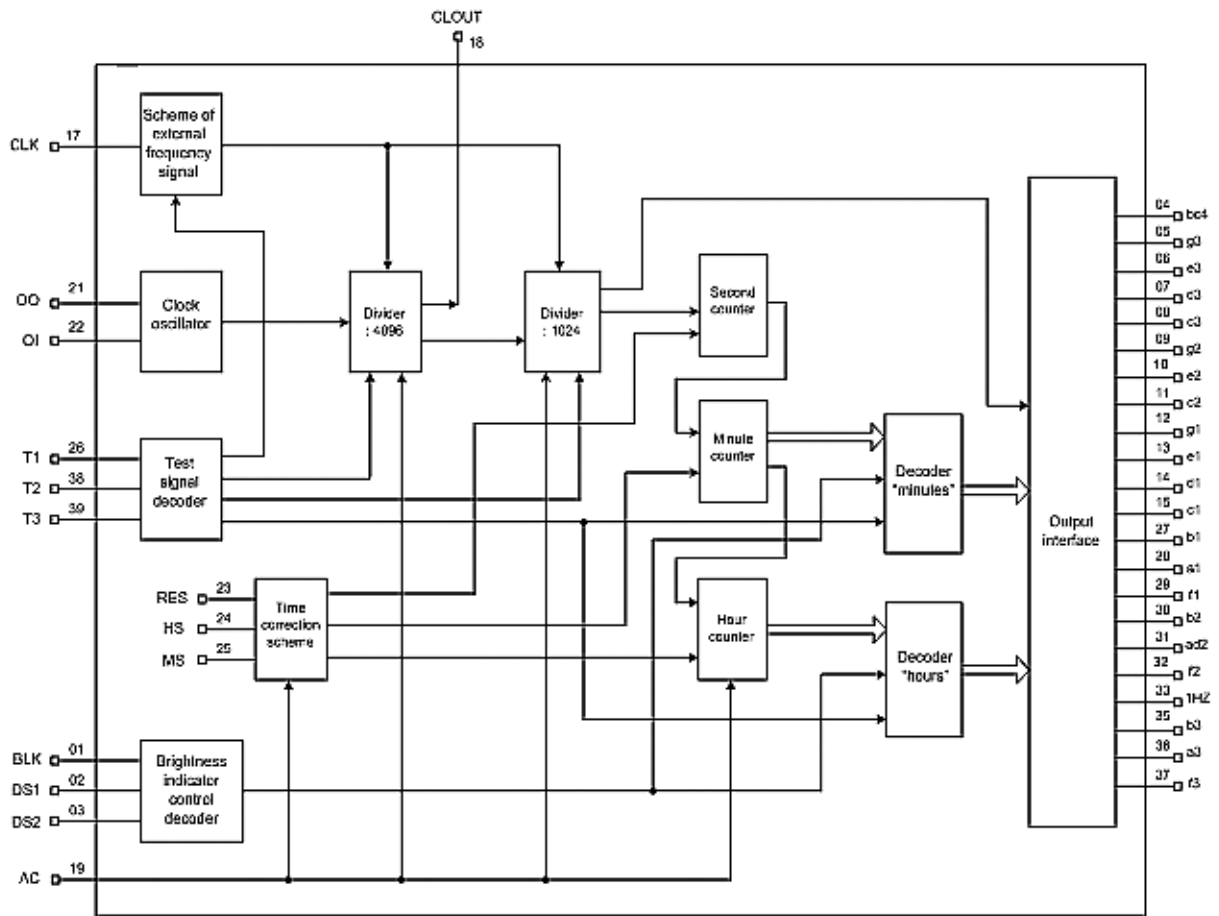 CLOUT
18
CLK 17
Scheme of
external
frequency
signal
OO 21
OI 22
Clock
oscillator
Divider
: 4096
Divider
: 1024
Second
counter
T1 26
T2 38
T3 39
Test
signal
decoder
Minute
counter
Decoder
"minutes"
RES 23
HS 24
MS 25
Time
correction
scheme
Hour
counter
Decoder
"hours"
BLK 01
DS1 02
DS2 03
Brightness
indicator
control
decoder
AC 19
Output
interface
04 bc4
05 g3
06 e3
07
08 c3
09 g2
10 e2
11 c2
12 g1
13 e1
14 d1
15 c1
27 b1
a1
29 f1
30 b2
31 ad2
32 f2
33 1HZ
35 b3
36 a3
37 f3